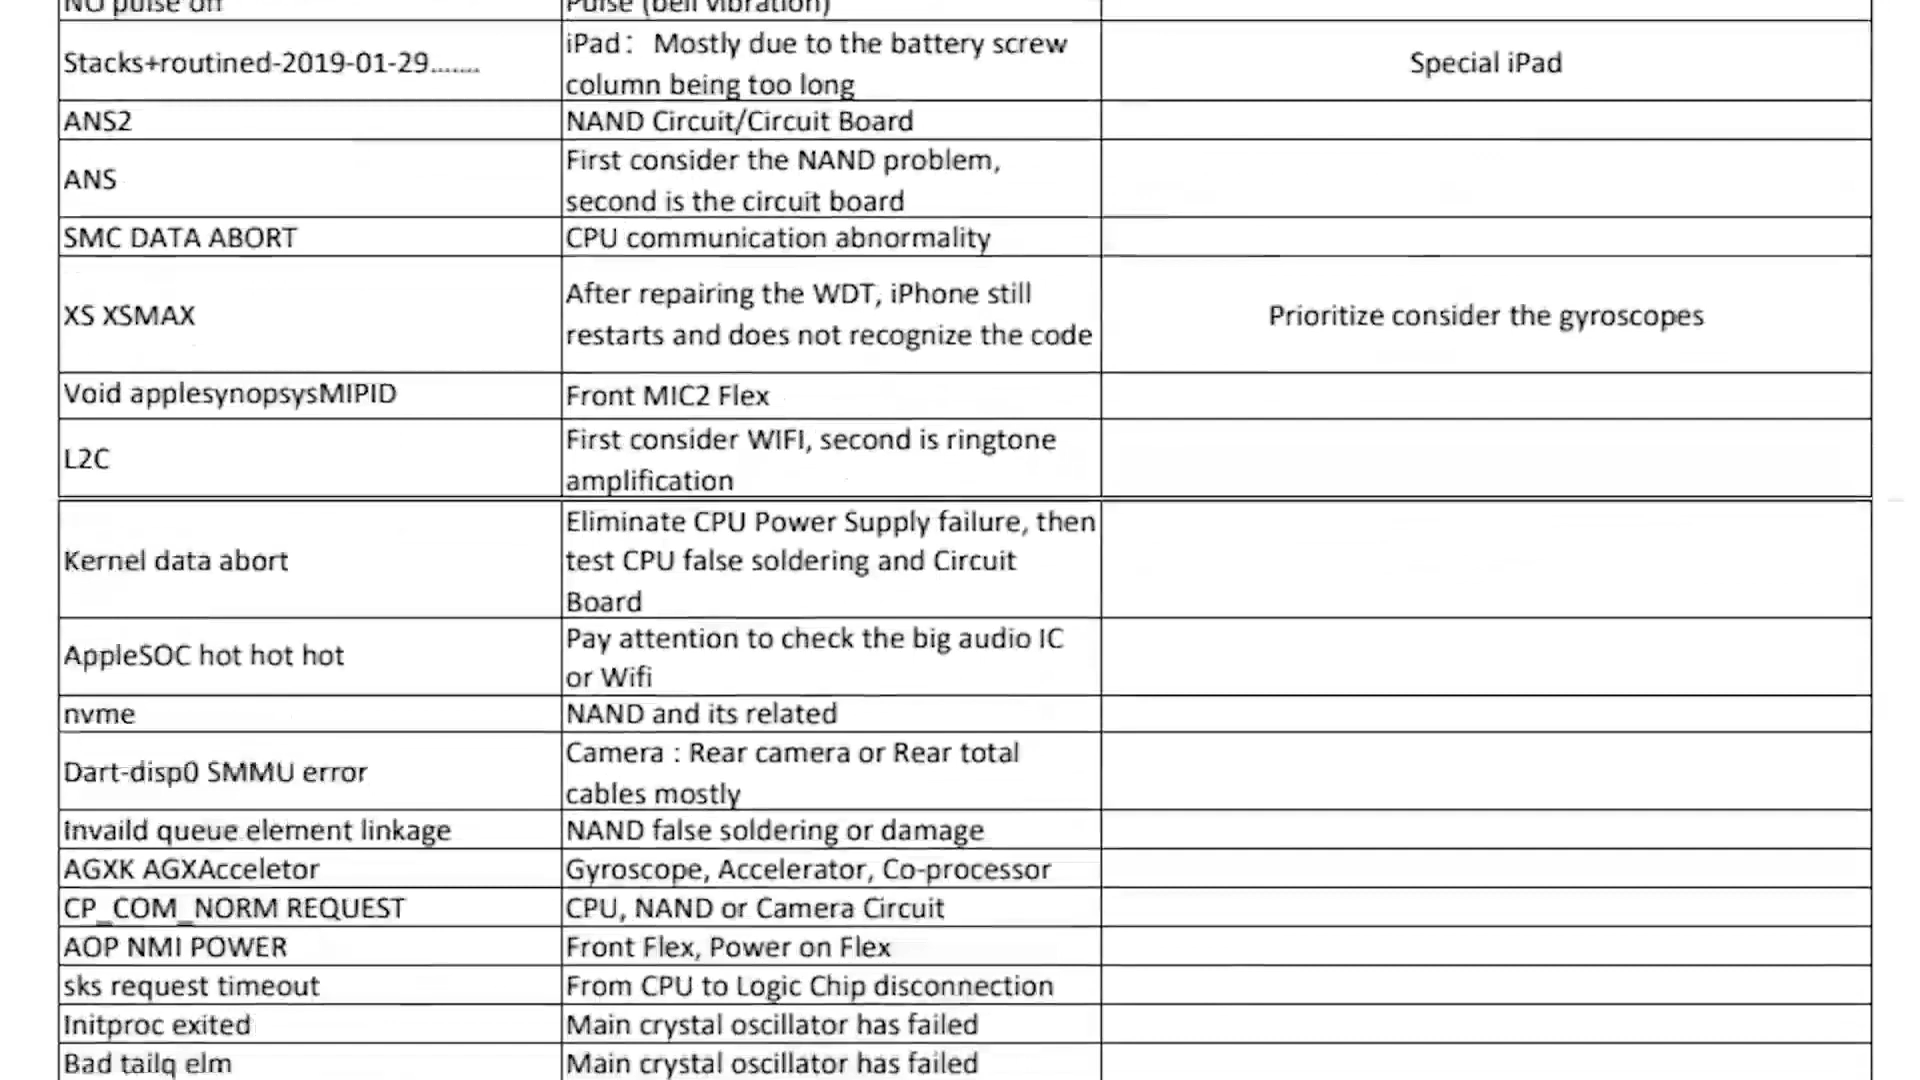 NO pulse off
Pulse (bell vibration)
Stacks+routined-2019-01-29.......
iPad： Mostly due to the battery screw
column being too long
Special iPad
ANS2
NAND Circuit/Circuit Board
ANS
First consider the NAND problem,
second is the circuit board
SMC DATA ABORT
CPU communication abnormality
XS XSMAX
After repairing the WDT, iPhone still
restarts and does not recognize the code
Prioritize consider the gyroscopes
Void applesynopsysMIPID
Front MIC2 Flex
L2C
First consider WIFI, second is ringtone
amplification
Kernel data abort
Eliminate CPU Power Supply failure, then
test CPU false soldering and Circuit
Board
AppleSOC hot hot hot
Pay attention to check the big audio IC
or Wifi
nvme
NAND and its related
Dart-disp0 SMMU error
Camera : Rear camera or Rear total
cables mostly
Invaild queue element linkage
NAND false soldering or damage
AGXK AGXAcceletor
Gyroscope, Accelerator, Co-processor
CP_COM_NORM REQUEST
CPU, NAND or Camera Circuit
AOP NMI POWER
Front Flex, Power on Flex
sks request timeout
From CPU to Logic Chip disconnection
Initproc exited
Main crystal oscillator has failed
Bad tailq elm
Main crystal oscillator has failed